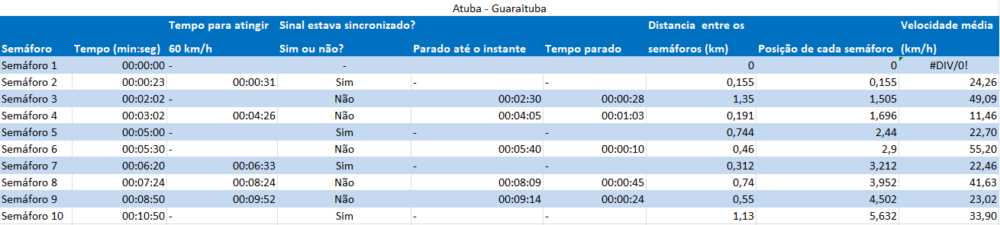 Atuba - Guaraituba
Tempo para atingir Sinal estava sincronizado? Distancia entre os Velocidade média
Semáforo Tempo (min:seg) 60 km/h Sim ou não? Parado até o instante Tempo parado semáforos (km) Posição de cada semáforo (km/h)
Semáforo 1 00:00:00 - - 0 0 #DIV/0!
Semáforo 2 00:00:23 00:00:31 Sim - - 0,155 0,155 24,26
Semáforo 3 00:02:02 - Não 00:02:30 00:00:28 1,35 1,505 49,09
Semáforo 4 00:03:02 00:04:26 Não 00:04:05 00:01:03 0,191 1,696 11,46
Semáforo 5 00:05:00 - Sim - - 0,744 2,44 22,70
Semáforo 6 00:05:30 - Não 00:05:40 00:00:10 0,46 2,9 55,20
Semáforo 7 00:06:20 00:06:33 Sim - - 0,312 3,212 22,46
Semáforo 8 00:07:24 00:08:24 Não 00:08:09 00:00:45 0,74 3,952 41,63
Semáforo 9 00:08:50 00:09:52 Não 00:09:14 00:00:24 0,55 4,502 23,02
Semáforo 10 00:10:50 - Sim - - 1,13 5,632 33,90